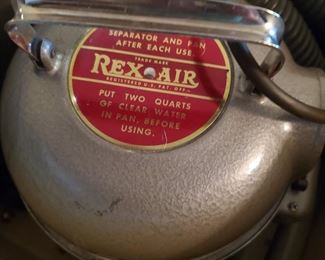 SEPARATOR AND PAN
AFTER EACH USE.
TRADE MARK
REX-AIR
REGISTERED U.S. PAT. OFF.
PUT TWO QUARTS
OF CLEAR WATER
IN PAN, BEFORE
USING.